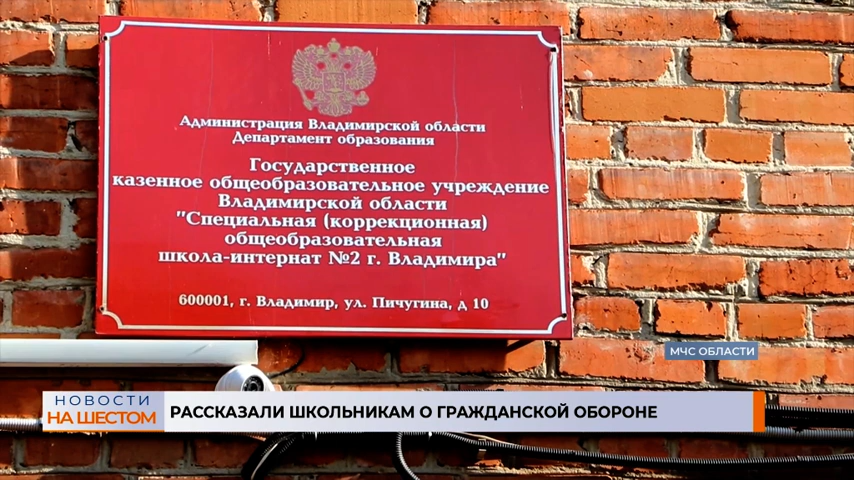 Администрация Владимирской области
Департамент образования
Государственное
казенное общеобразовательное учреждение
Владимирской области
"Специальная (коррекционная)
общеобразовательная
школа-интернат №2 г. Владимира"
600001, г. Владимир, ул. Пичугина, д 10
МЧС ОБЛАСТИ
НОВОСТИ
НА ШЕСТОМ
РАССКАЗАЛИ ШКОЛЬНИКАМ О ГРАЖДАНСКОЙ ОБОРОНЕ